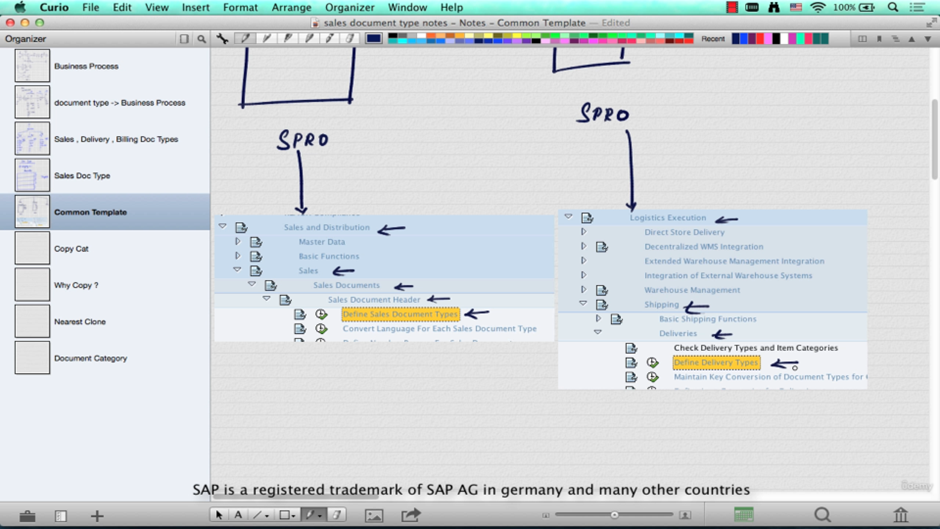 Curio File Edit View Insert Format Arrange Organizer Window Help 100%
sales document type notes - Notes - Common Template — Edited
Organizer
Recent
Business Process
document type -> Business Process
Sales , Delivery , Billing Doc Types
Sales Doc Type
Common Template
Copy Cat
Why Copy ?
Nearest Clone
Document Category
SPRO
Sales and Distribution
Master Data
Basic Functions
Sales
Sales Documents
Sales Document Header
Define Sales Document Types
Convert Language For Each Sales Document Type
SPRO
Logistics Execution
Direct Store Delivery
Decentralized WMS Integration
Extended Warehouse Management Integration
Integration of External Warehouse Systems
Warehouse Management
Shipping
Basic Shipping Functions
Deliveries
Check Delivery Types and Item Categories
Define Delivery Types
Maintain Key Conversion of Document Types for
SAP is a registered trademark of SAP AG in germany and many other countries
Udemy